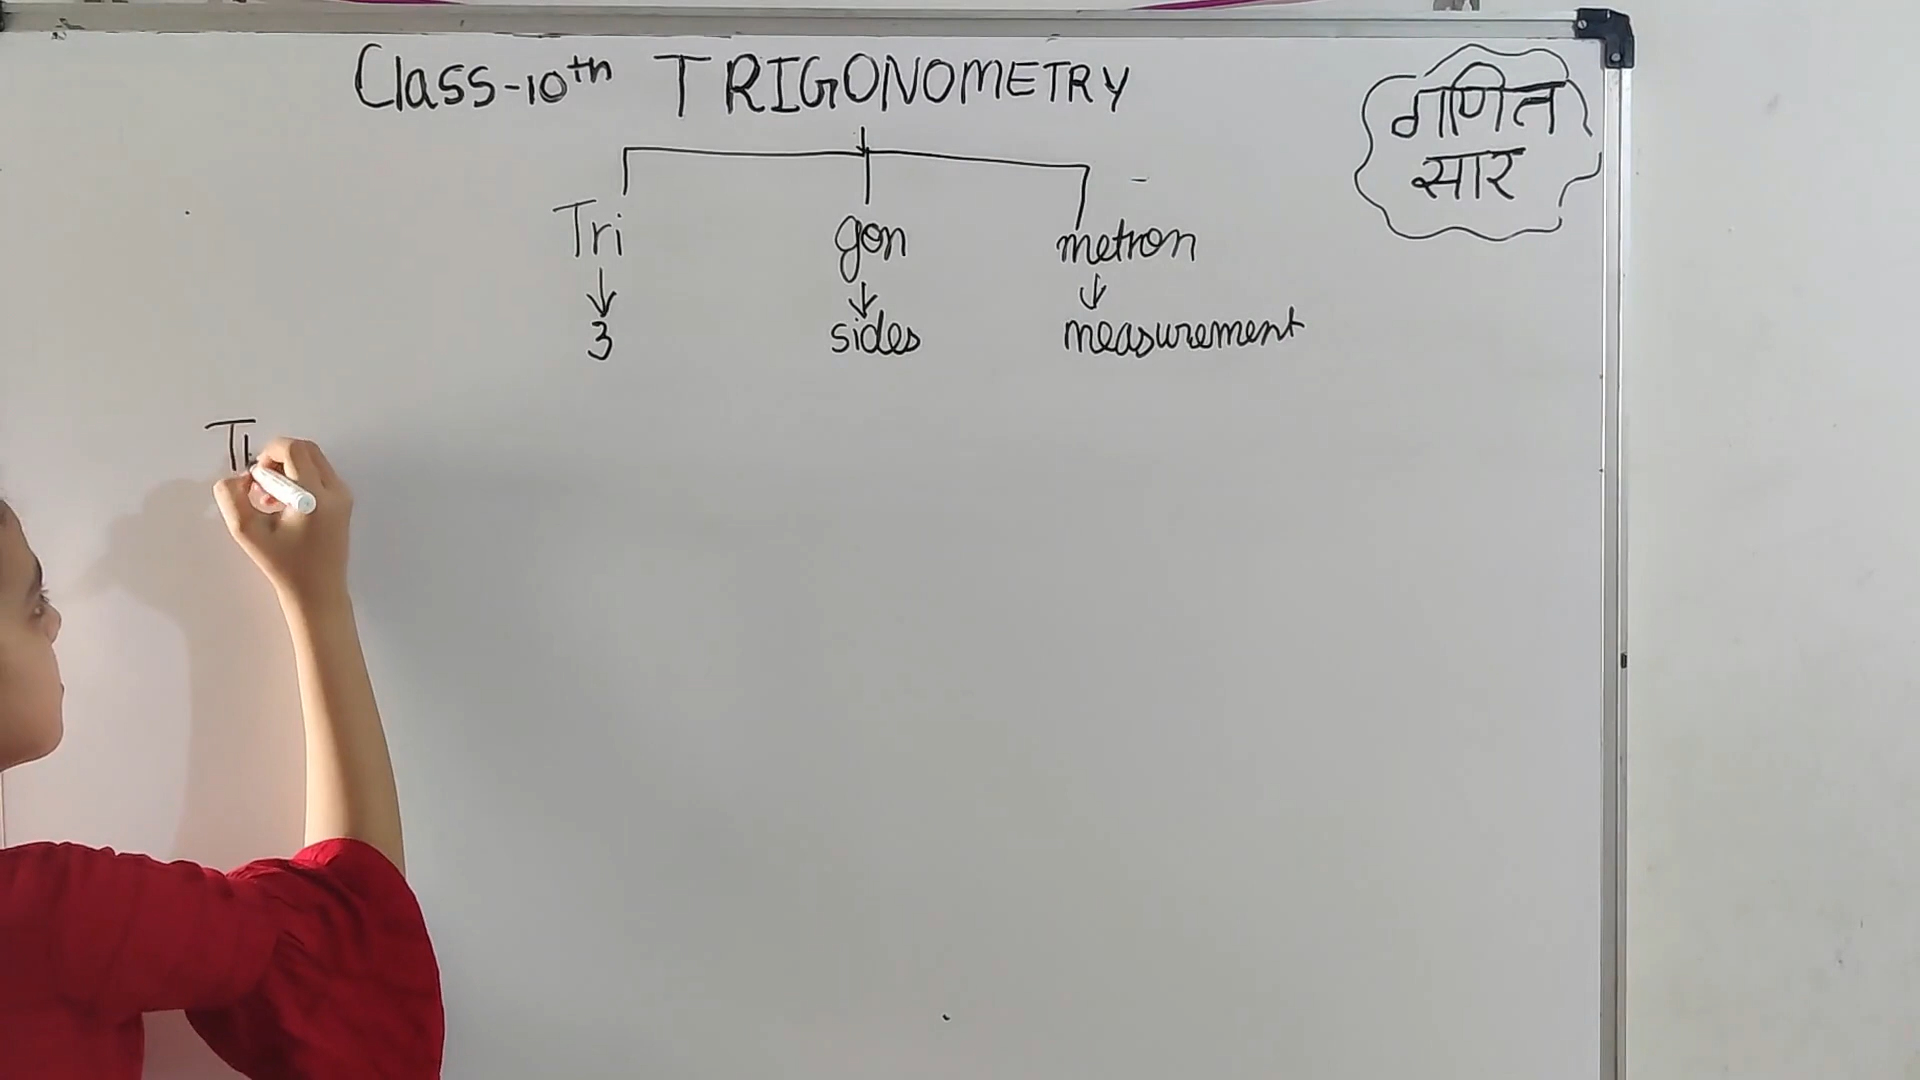 Class-10th TRIGONOMETRY
गणित
सार
Tri gon metron
3 sides measurement